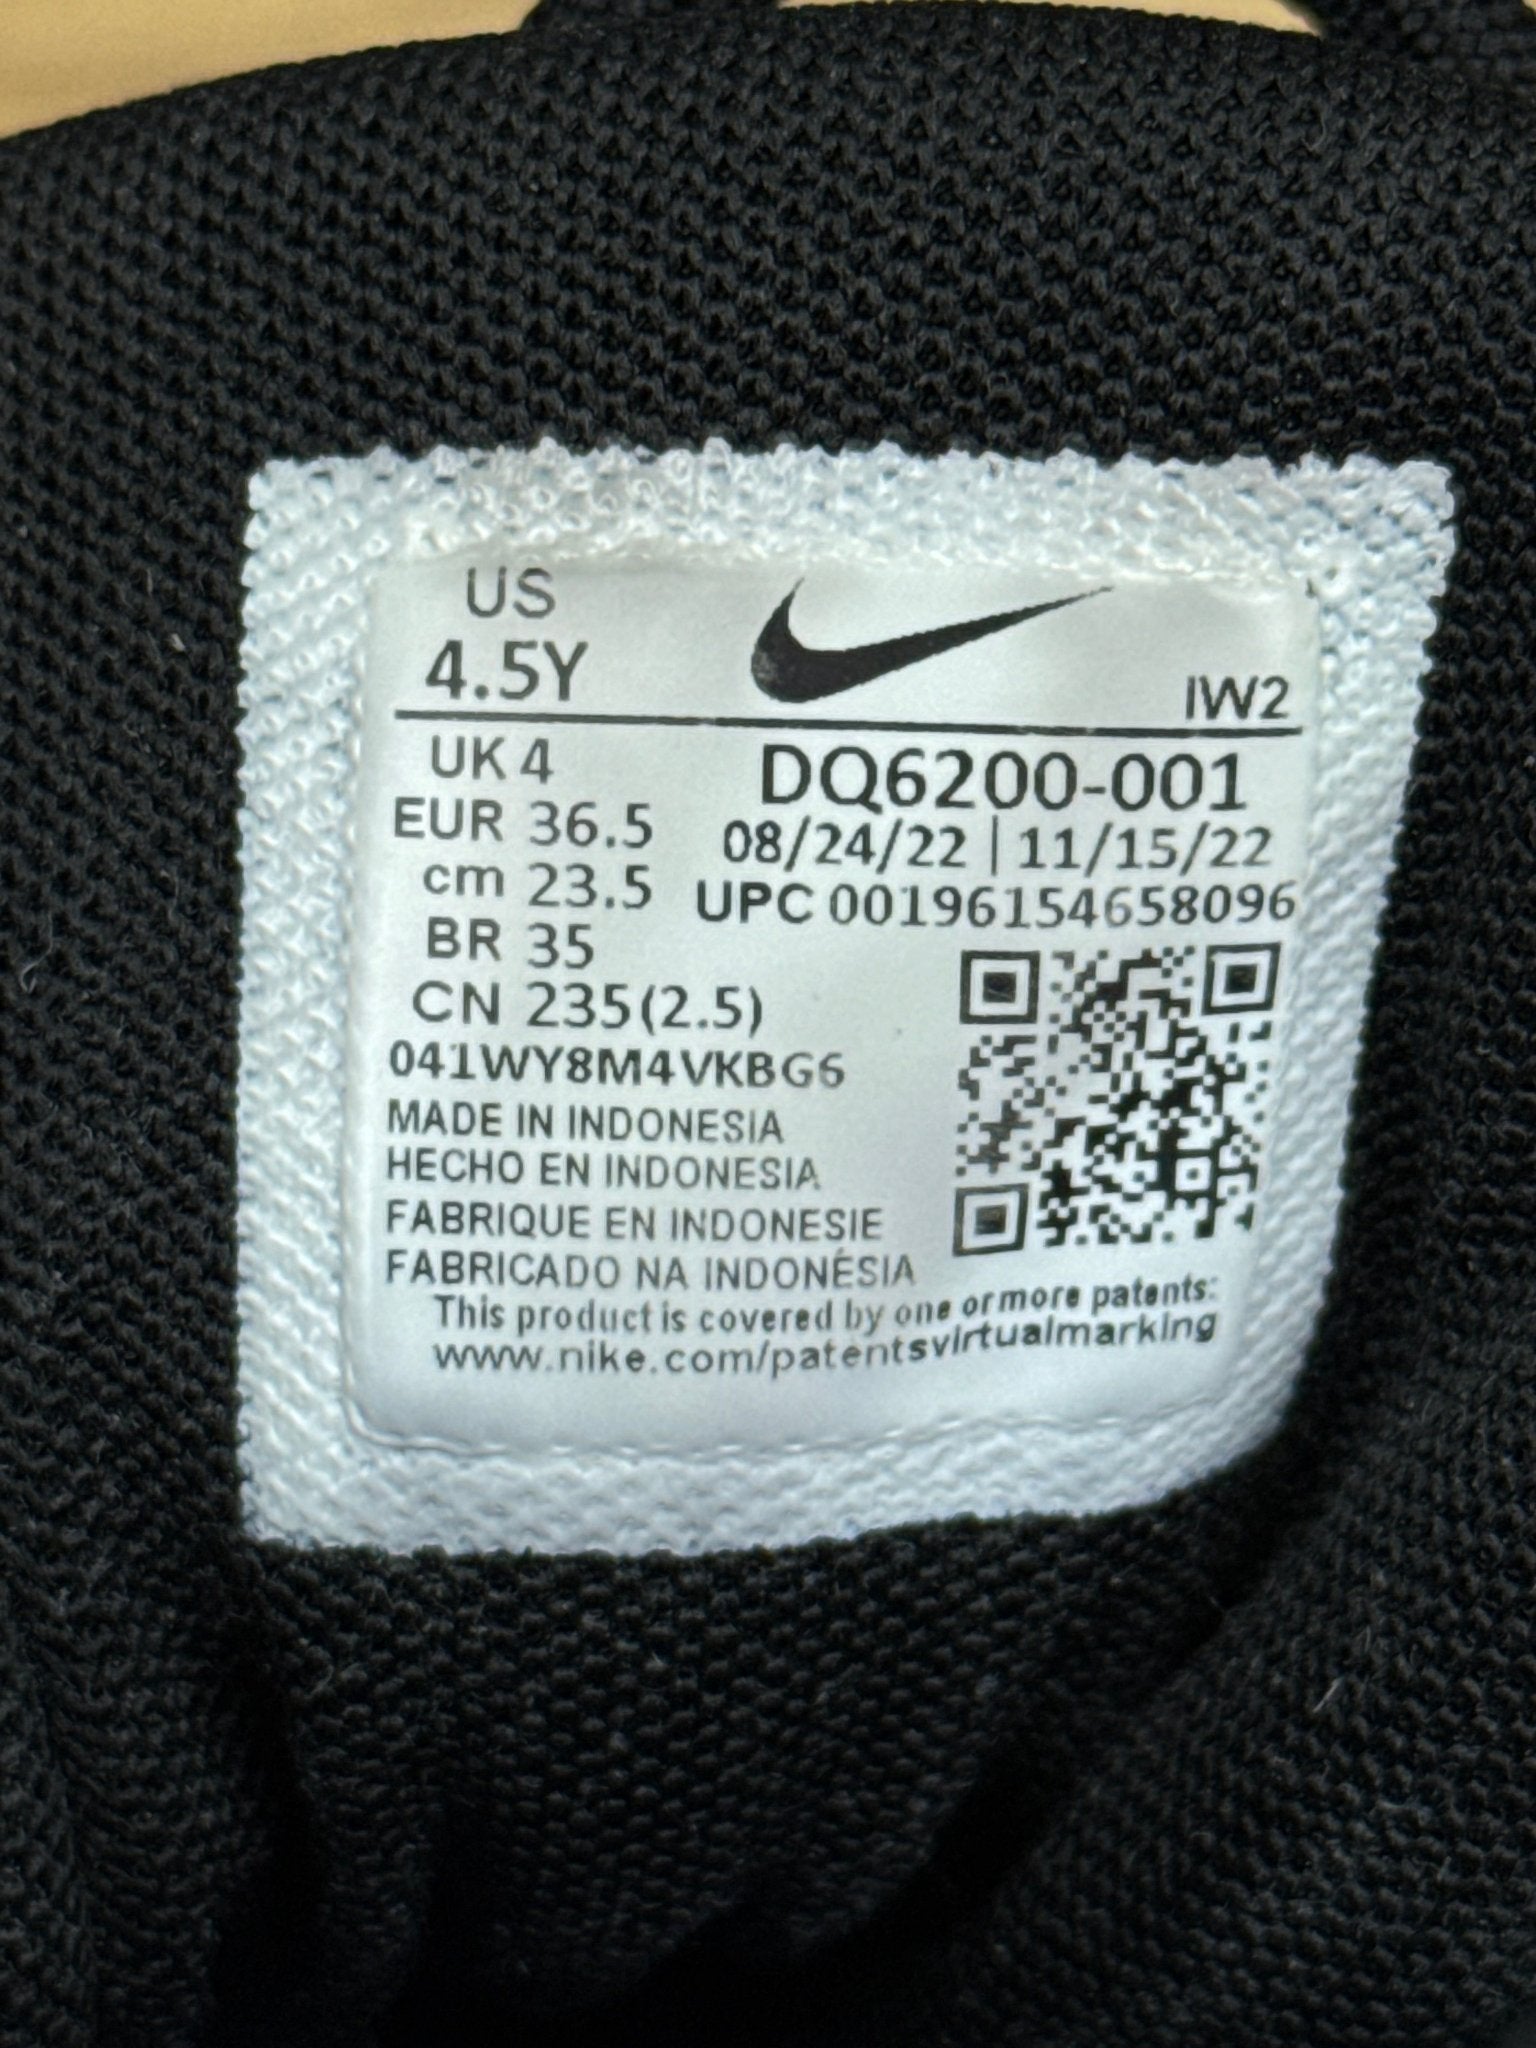 US
4.5Y
IW2
UK 4
EUR 36.5
cm 23.5
BR 35
CN 235(2.5)
DQ6200-001
08/24/22 | 11/15/22
UPC 00196154658096
041WY8M4VKBG6
MADE IN INDONESIA
HECHO EN INDONESIA
FABRIQUE EN INDONESIE
FABRICADO NA INDONÉSIA
This product is covered by one or more patents:
www.nike.com/patentsvirtualmarking